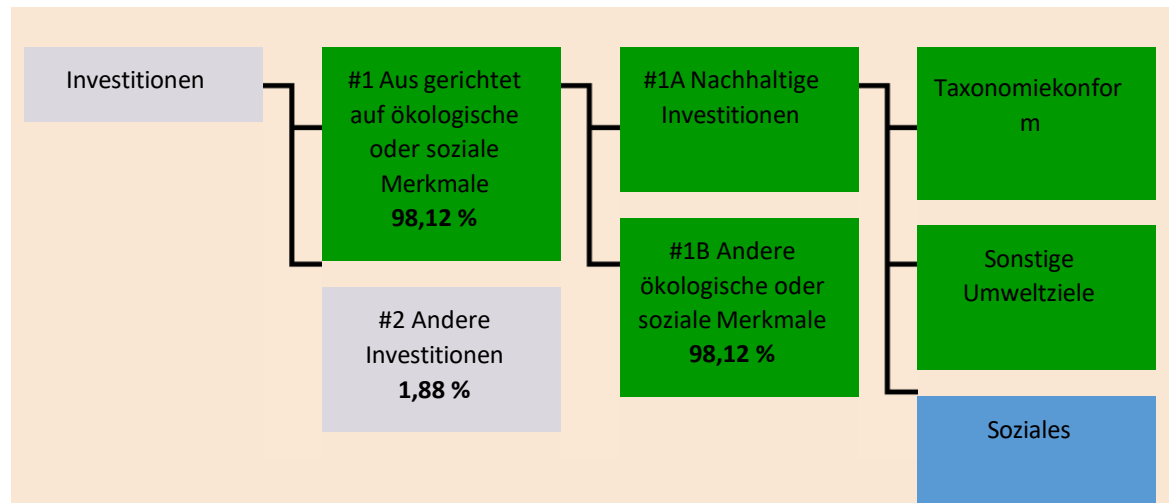 Investitionen
#1 Aus gerichtet
auf ökologische
oder soziale
Merkmale
98,12 %
#2 Andere
Investitionen
1,88 %
#1A Nachhaltige
Investitionen
#1B Andere
ökologische oder
soziale Merkmale
98,12 %
Taxonomiekonfor
m
Sonstige
Umweltziele
Soziales